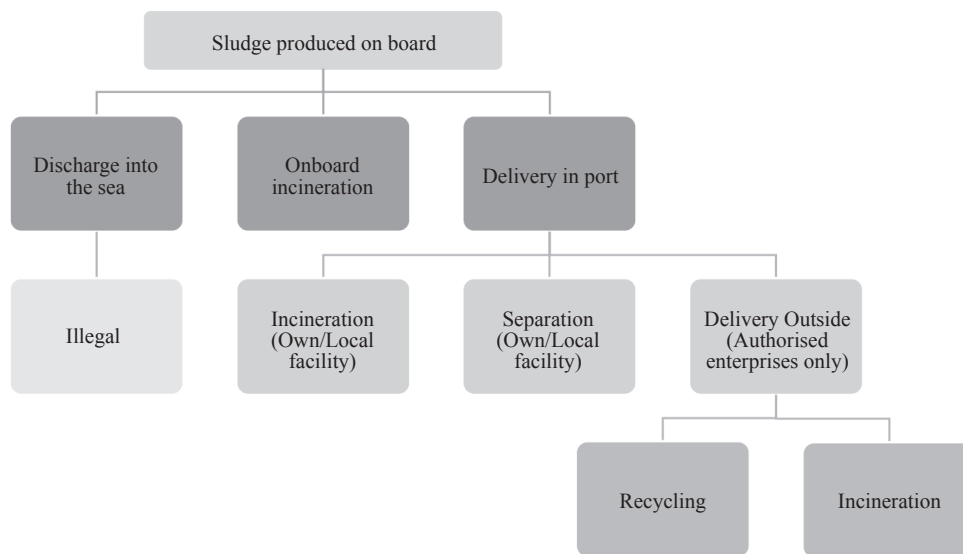 Sludge produced on board
Discharge into
the sea
Onboard
incineration
Delivery in port
Illegal
Incineration
(Own/Local
facility)
Separation
(Own/Local
facility)
Delivery Outside
(Authorised
enterprises only)
Recycling
Incineration